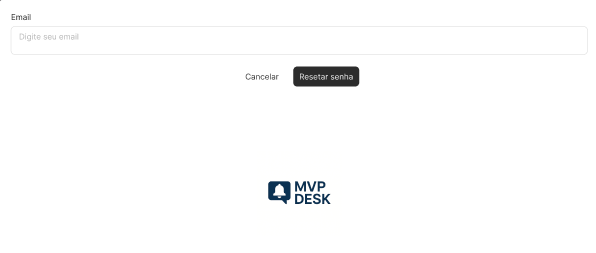 Email
Digite seu email
Cancelar Resetar senha
MVP
DESK